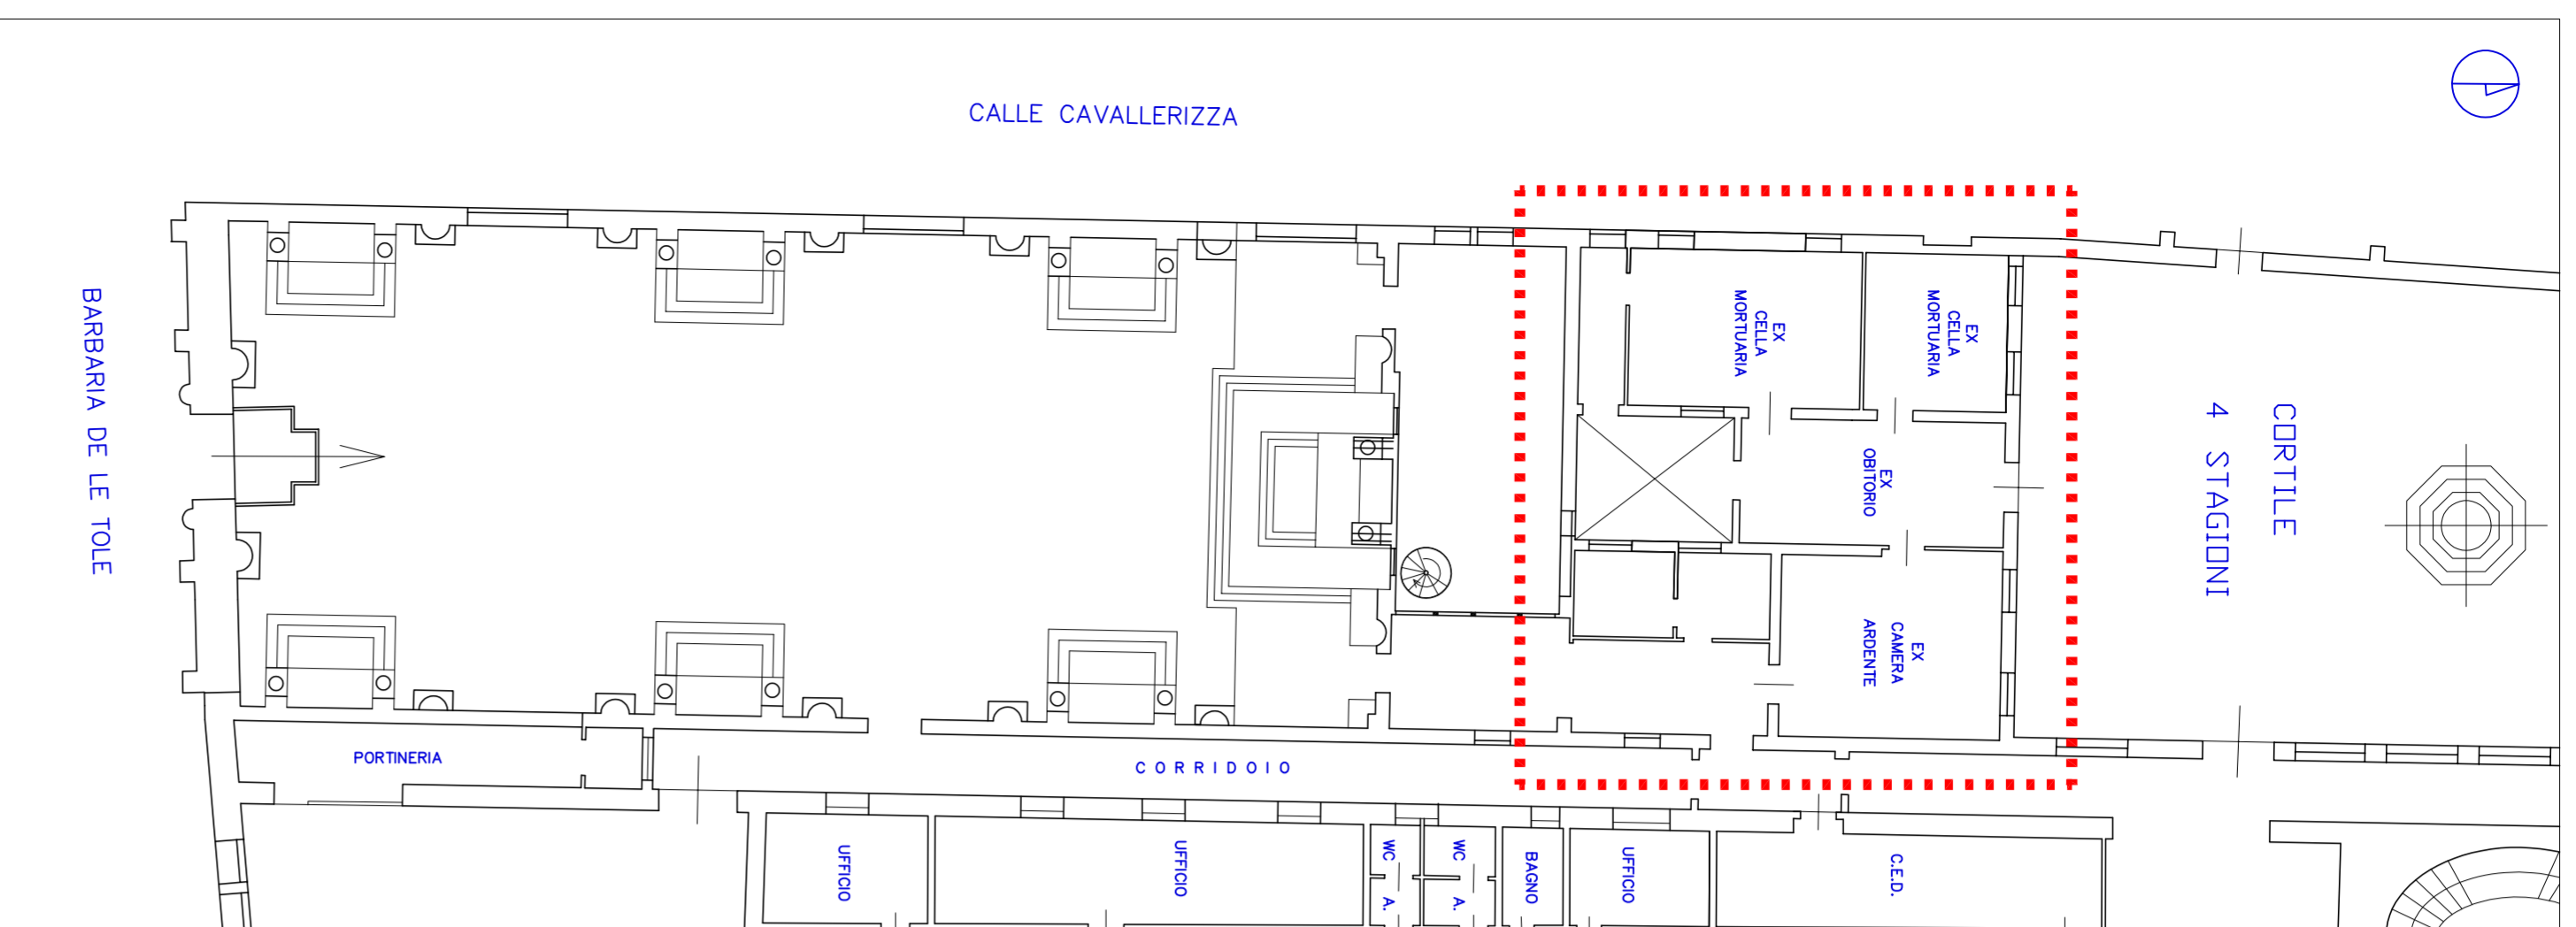 CALLE CAVALLERIZZA
BARBARIA DE LE TOLE
EX
CELLA
MORTUARIA
EX
CELLA
MORTUARIA
EX
OBITORIO
EX
CAMERA
ARDENTE
CORTILE
4 STAGIONI
PORTINERIA
CORRIDOIO
UFFICIO
UFFICIO
WC
A.
WC
A.
BAGNO
UFFICIO
C.E.D.